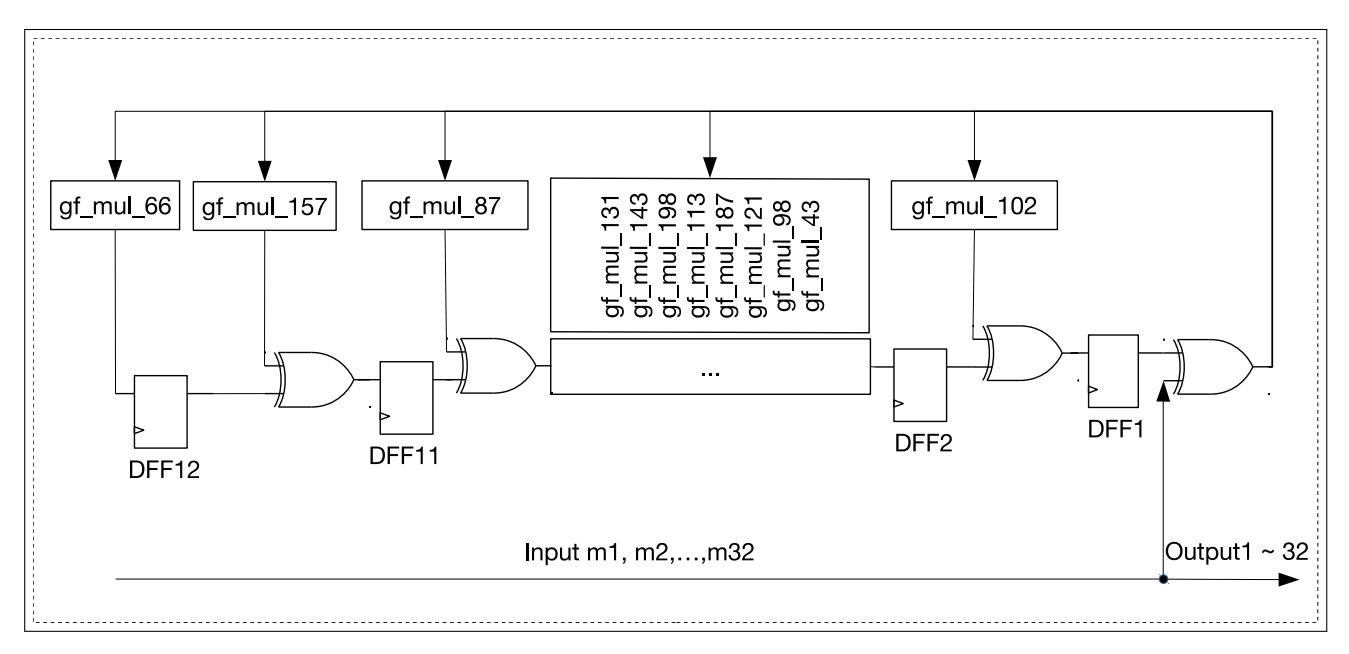 gf_mul_66
gf_mul_157
gf_mul_87
gf_mul_131
gf_mul_143
gf_mul_198
gf_mul_113
gf_mul_187
gf_mul_121
gf_mul_98
gf_mul_43
gf_mul_102
...
DFF12
DFF11
DFF2
DFF1
Input m1, m2,...,m32
Output1 ~ 32